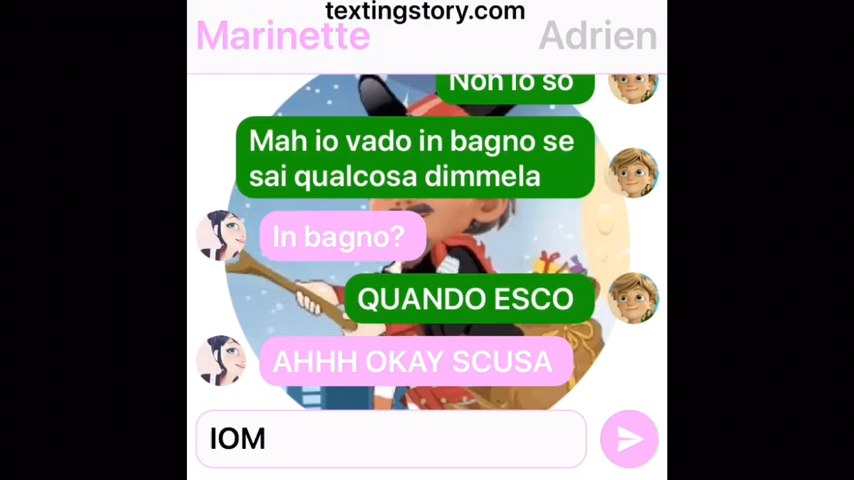 textingstory.com
Marinette Adrien
Non lo so
Mah io vado in bagno se
sai qualcosa dimmela
In bagno?
QUANDO ESCO
AHHH OKAY SCUSA
IOM